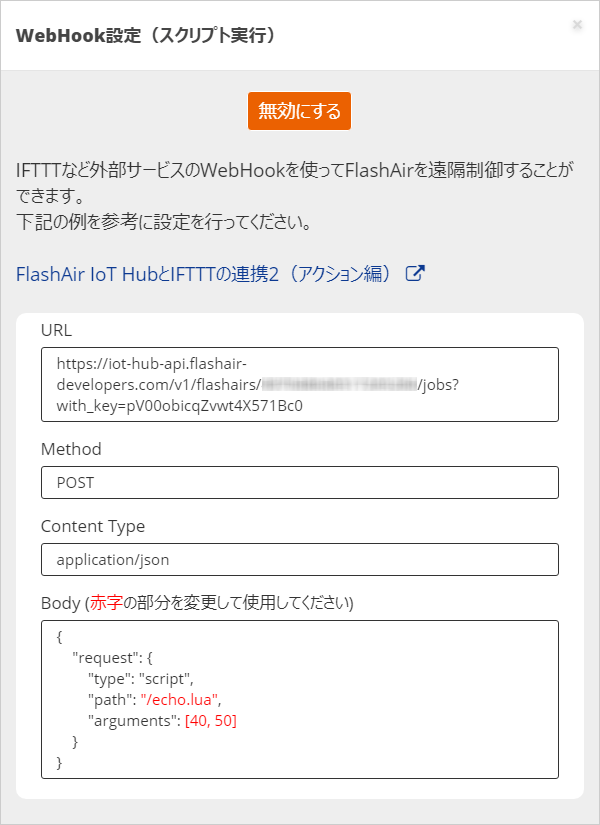 WebHook設定（スクリプト実行）
×
無効にする
IFTTTなど外部サービスのWebHookを使ってFlashAirを遠隔制御することが
できます。
下記の例を参考に設定を行ってください。
FlashAir IoT HubとIFTTTの連携2（アクション編）
URL
https://iot-hub-api.flashair-
developers.com/v1/flashairs/ /jobs?
with_key=pV00obicqZvwt4X571Bc0
Method
POST
Content Type
application/json
Body (赤字の部分を変更して使用してください)
{
"request": {
"type": "script",
"path": "/echo.lua",
"arguments": [40, 50]
}
}